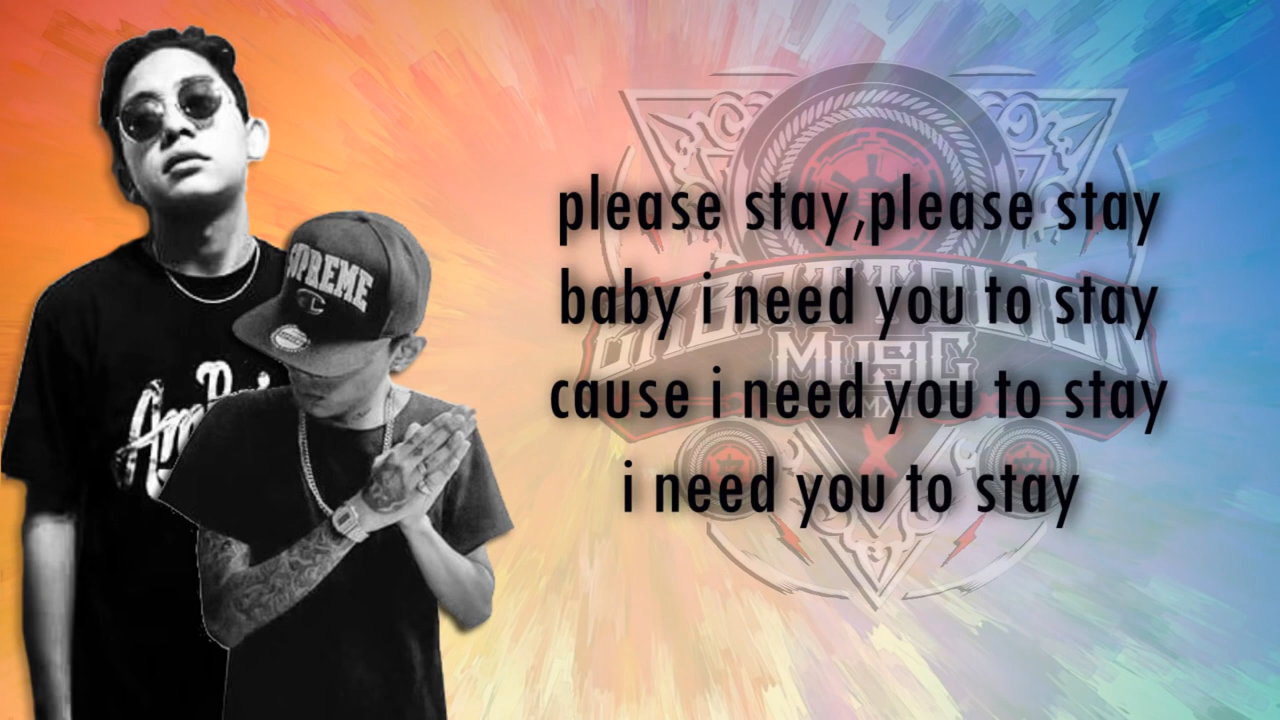 please stay,please stay
baby i need you to stay
cause i need you to stay
i need you to stay
SUPREME
MUSIC